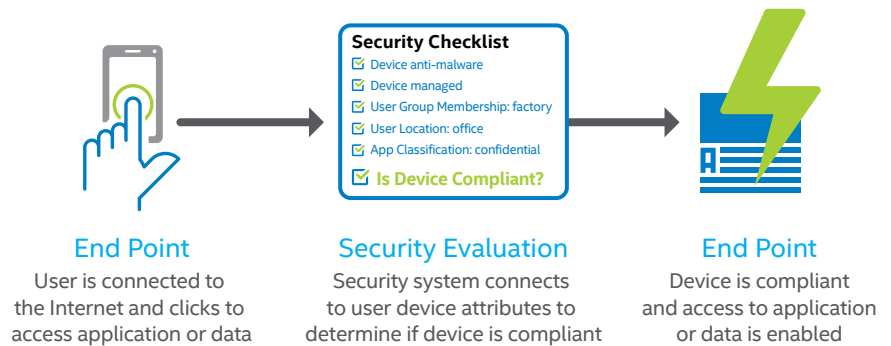 Security Checklist
Device anti-malware
Device managed
User Group Membership: factory
User Location: office
App Classification: confidential
Is Device Compliant?
A
End Point
User is connected to
the Internet and clicks to
access application or data
Security Evaluation
Security system connects
to user device attributes to
determine if device is compliant
End Point
Device is compliant
and access to application
or data is enabled